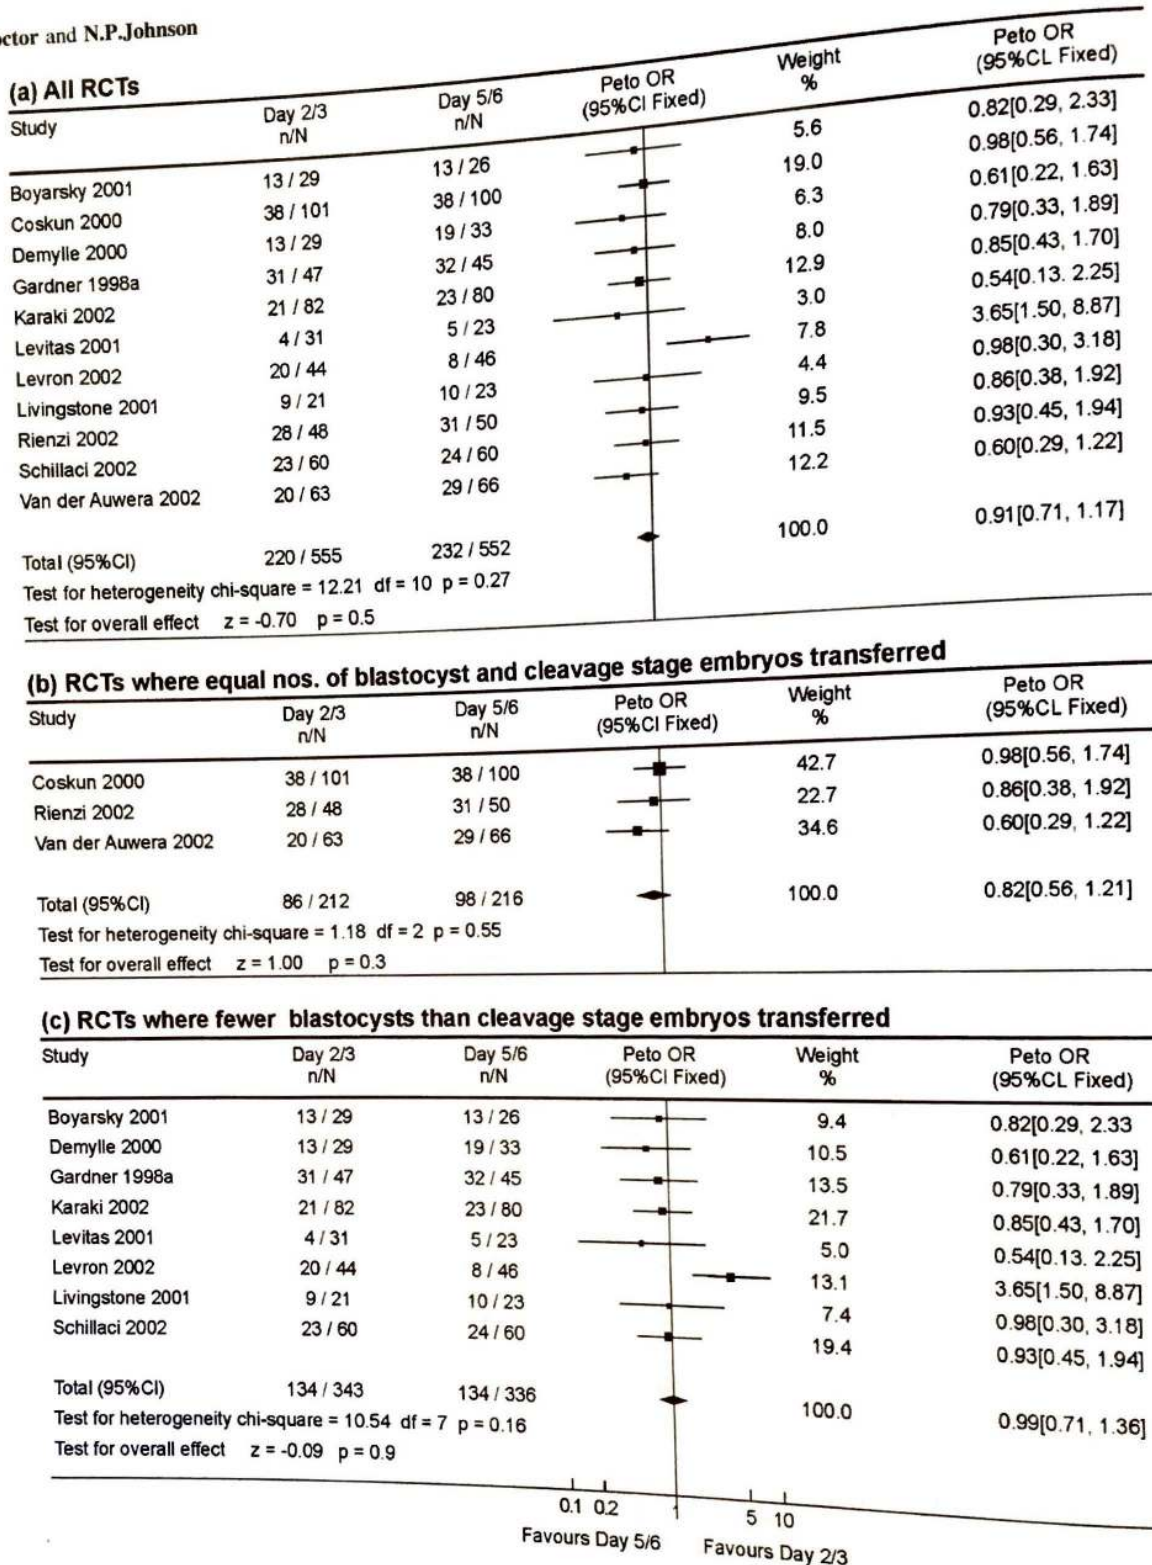 ctor and N.P.Johnson
(a) All RCTs
Study Day 2/3 n/N Day 5/6 n/N Peto OR (95%CI Fixed) Weight % Peto OR (95%CL Fixed)
Boyarsky 2001 13 / 29 13 / 26 5.6 0.82[0.29, 2.33]
Coskun 2000 38 / 101 38 / 100 19.0 0.98[0.56, 1.74]
Demylle 2000 13 / 29 19 / 33 6.3 0.61[0.22, 1.63]
Gardner 1998a 31 / 47 32 / 45 8.0 0.79[0.33, 1.89]
Karaki 2002 21 / 82 23 / 80 12.9 0.85[0.43, 1.70]
Levitas 2001 4 / 31 5 / 23 3.0 0.54[0.13. 2.25]
Levron 2002 20 / 44 8 / 46 7.8 3.65[1.50, 8.87]
Livingstone 2001 9 / 21 10 / 23 4.4 0.98[0.30, 3.18]
Rienzi 2002 28 / 48 31 / 50 9.5 0.86[0.38, 1.92]
Schillaci 2002 23 / 60 24 / 60 11.5 0.93[0.45, 1.94]
Van der Auwera 2002 20 / 63 29 / 66 12.2 0.60[0.29, 1.22]
Total (95%CI) 220 / 555 232 / 552 100.0 0.91[0.71, 1.17]
Test for heterogeneity chi-square = 12.21 df = 10 p = 0.27
Test for overall effect z = -0.70 p = 0.5
(b) RCTs where equal nos. of blastocyst and cleavage stage embryos transferred
Study Day 2/3 n/N Day 5/6 n/N Peto OR (95%CI Fixed) Weight % Peto OR (95%CL Fixed)
Coskun 2000 38 / 101 38 / 100 42.7 0.98[0.56, 1.74]
Rienzi 2002 28 / 48 31 / 50 22.7 0.86[0.38, 1.92]
Van der Auwera 2002 20 / 63 29 / 66 34.6 0.60[0.29, 1.22]
Total (95%CI) 86 / 212 98 / 216 100.0 0.82[0.56, 1.21]
Test for heterogeneity chi-square = 1.18 df = 2 p = 0.55
Test for overall effect z = 1.00 p = 0.3
(c) RCTs where fewer blastocysts than cleavage stage embryos transferred
Study Day 2/3 n/N Day 5/6 n/N Peto OR (95%CI Fixed) Weight % Peto OR (95%CL Fixed)
Boyarsky 2001 13 / 29 13 / 26 9.4 0.82[0.29, 2.33
Demylle 2000 13 / 29 19 / 33 10.5 0.61[0.22, 1.63]
Gardner 1998a 31 / 47 32 / 45 13.5 0.79[0.33, 1.89]
Karaki 2002 21 / 82 23 / 80 21.7 0.85[0.43, 1.70]
Levitas 2001 4 / 31 5 / 23 5.0 0.54[0.13. 2.25]
Levron 2002 20 / 44 8 / 46 13.1 3.65[1.50, 8.87]
Livingstone 2001 9 / 21 10 / 23 7.4 0.98[0.30, 3.18]
Schillaci 2002 23 / 60 24 / 60 19.4 0.93[0.45, 1.94]
Total (95%CI) 134 / 343 134 / 336 100.0 0.99[0.71, 1.36]
Test for heterogeneity chi-square = 10.54 df = 7 p = 0.16
Test for overall effect z = -0.09 p = 0.9
0.1 0.2 1 5 10
Favours Day 5/6 Favours Day 2/3